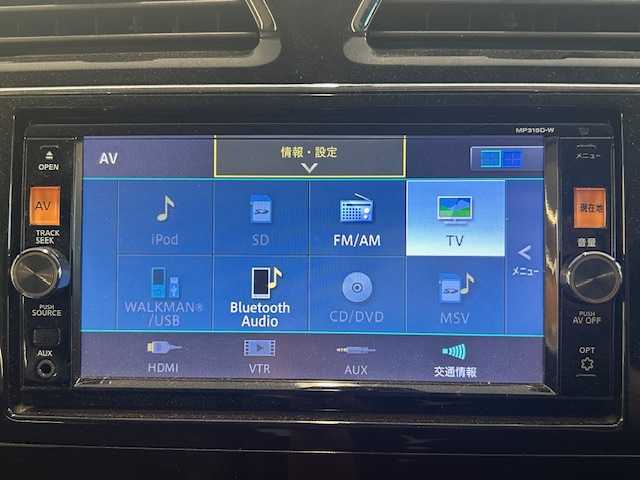 MP315D-W
OPEN
AV
TRACK
SEEK
PUSH
SOURCE
AUX
AV
情報・設定
iPod
SD
FM/AM
TV
メニュー
WALKMAN®
/USB
Bluetooth
Audio
CD/DVD
MSV
HDMI
VTR
AUX
交通情報
メニュー
現在地
音量
PUSH
AV OFF
OPT